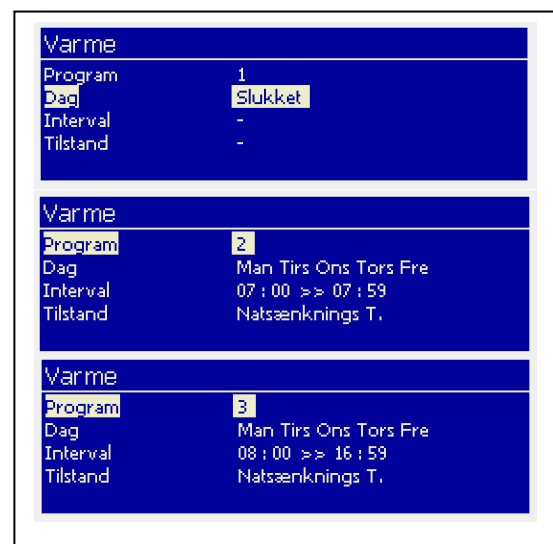 Varme
Program 1
Dag Slukket
Interval -
Tilstand -
Varme
Program 2
Dag Man Tirs Ons Tors Fre
Interval 07:00 >> 07:59
Tilstand Natsænknings T.
Varme
Program 3
Dag Man Tirs Ons Tors Fre
Interval 08:00 >> 16:59
Tilstand Natsænknings T.